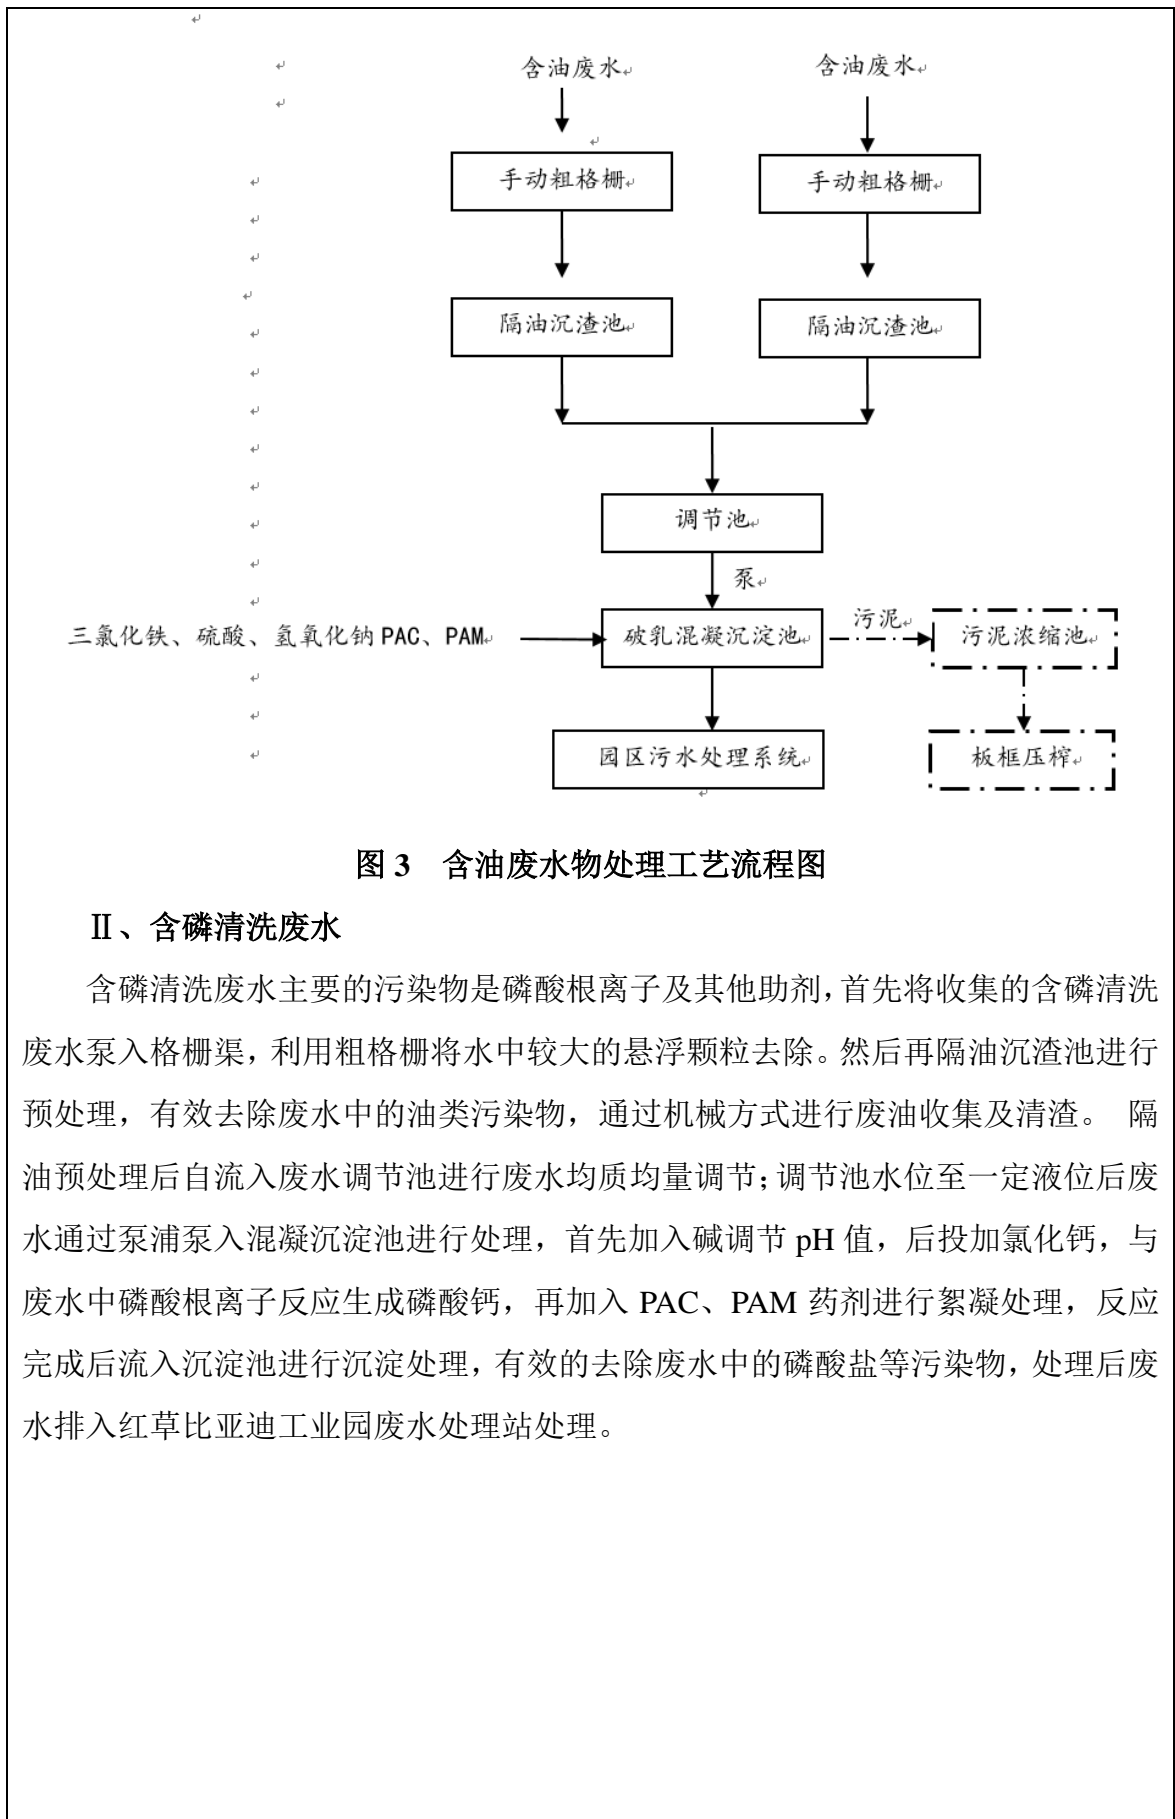 含油废水
含油废水
手动粗格栅
手动粗格栅
隔油沉渣池
隔油沉渣池
调节池
泵
三氯化铁、硫酸、氢氧化钠 PAC、PAM
破乳混凝沉淀池
污泥
污泥浓缩池
园区污水处理系统
板框压榨
图 3 含油废水物处理工艺流程图
Ⅱ、含磷清洗废水
含磷清洗废水主要的污染物是磷酸根离子及其他助剂，首先将收集的含磷清洗
废水泵入格栅渠，利用粗格栅将水中较大的悬浮颗粒去除。然后再隔油沉渣池进行
预处理，有效去除废水中的油类污染物，通过机械方式进行废油收集及清渣。 隔
油预处理后自流入废水调节池进行废水均质均量调节；调节池水位至一定液位后废
水通过泵浦泵入混凝沉淀池进行处理，首先加入碱调节 pH 值，后投加氯化钙，与
废水中磷酸根离子反应生成磷酸钙，再加入 PAC、PAM 药剂进行絮凝处理，反应
完成后流入沉淀池进行沉淀处理，有效的去除废水中的磷酸盐等污染物，处理后废
水排入红草比亚迪工业园废水处理站处理。